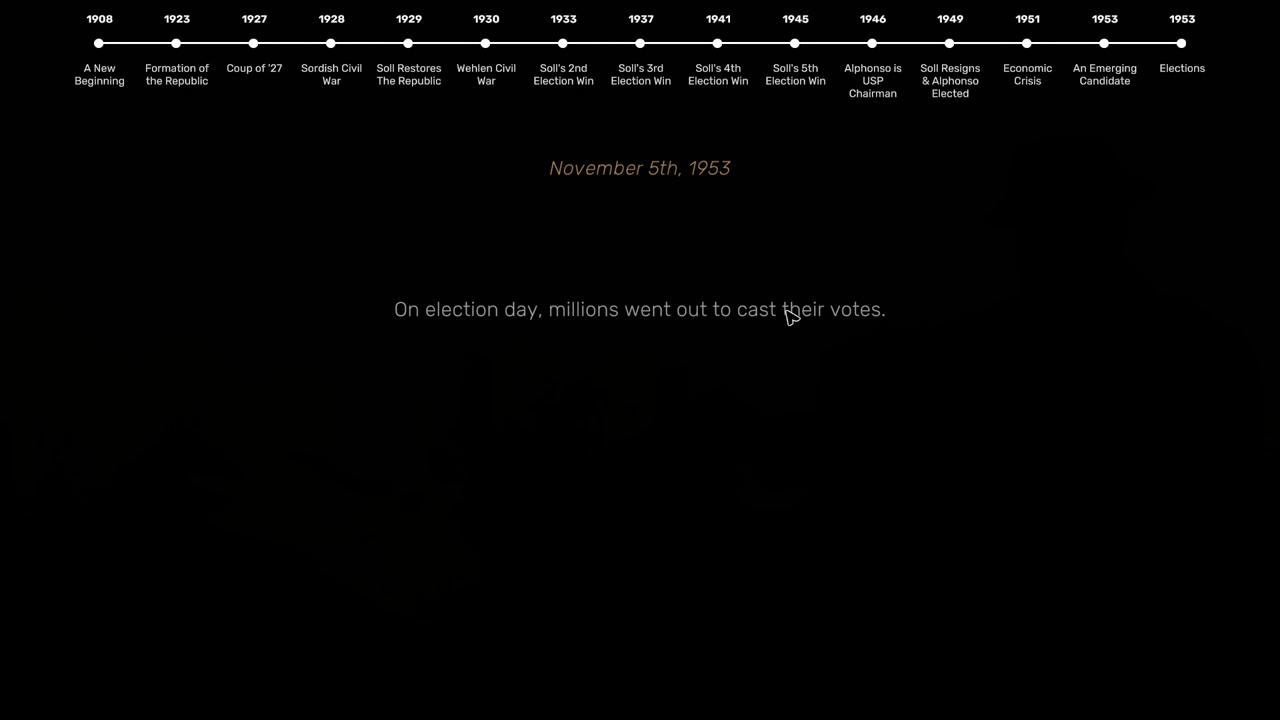 1908 1923 1927 1928 1929 1930 1933 1937 1941 1945 1946 1949 1951 1953 1953
A New Beginning
Formation of the Republic
Coup of '27
Sordish Civil War
Soll Restores The Republic
Wehlen Civil War
Soll's 2nd Election Win
Soll's 3rd Election Win
Soll's 4th Election Win
Soll's 5th Election Win
Alphonso is USP Chairman
Soll Resigns & Alphonso Elected
Economic Crisis
An Emerging Candidate
Elections
November 5th, 1953
On election day, millions went out to cast their votes.